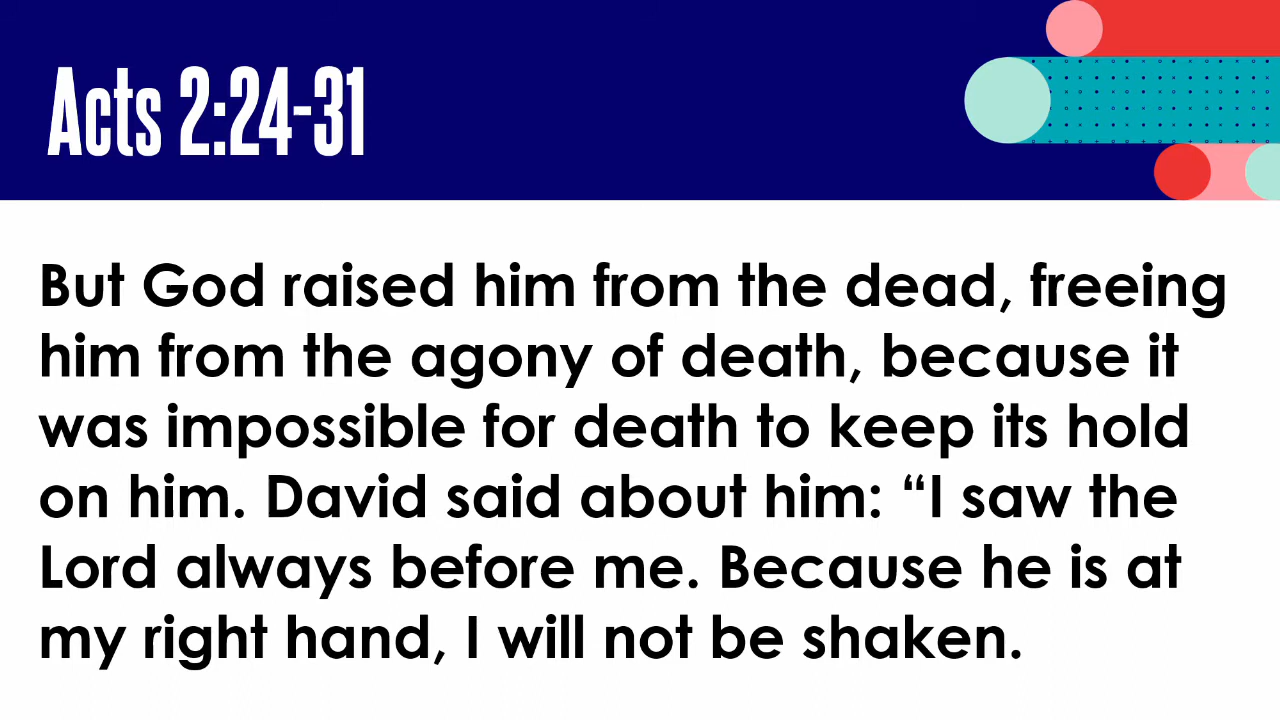 Acts 2:24-31
But God raised him from the dead, freeing
him from the agony of death, because it
was impossible for death to keep its hold
on him. David said about him: “I saw the
Lord always before me. Because he is at
my right hand, I will not be shaken.